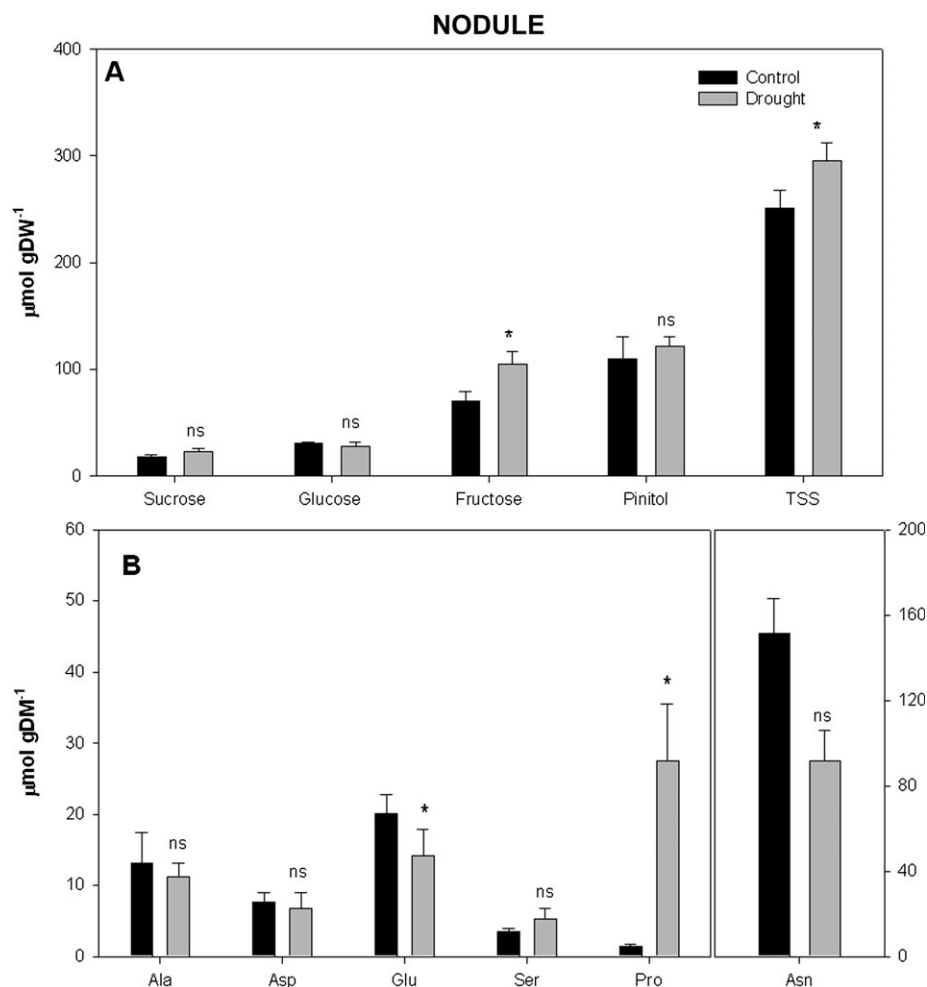 NODULE
A
Control
Drought
400
300
200
100
0
µmol gDW-1
ns
ns
*
ns
*
Sucrose Glucose Fructose Pinitol TSS
B
60
50
40
30
20
10
0
µmol gDM-1
ns
ns
*
ns
*
ns
200
160
120
80
40
0
Ala Asp Glu Ser Pro Asn